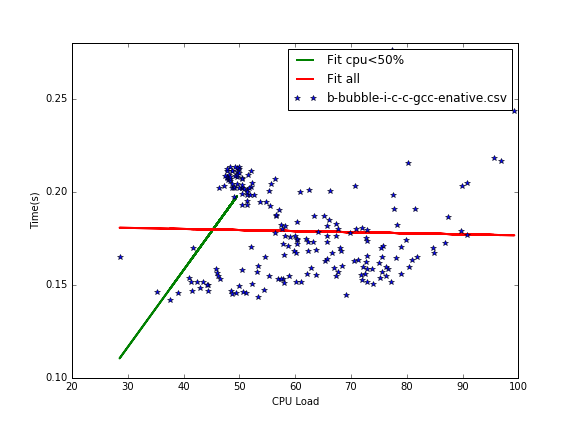 Fit cpu<50%
Fit all
b-bubble-i-c-c-gcc-enative.csv
0.25
0.20
0.15
0.10
Time(s)
20 30 40 50 60 70 80 90 100
CPU Load